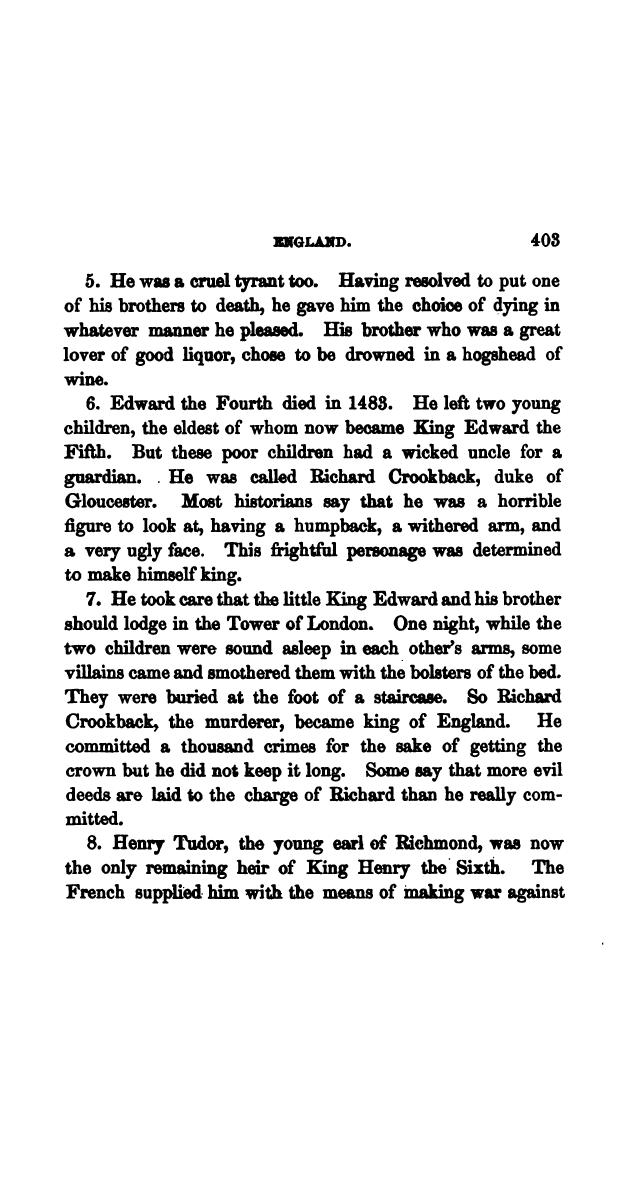 ENGLAND. 403
5. He was a cruel tyrant too. Having resolved to put one
of his brothers to death, he gave him the choice of dying in
whatever manner he pleased. His brother who was a great
lover of good liquor, chose to be drowned in a hogshead of
wine.
6. Edward the Fourth died in 1483. He left two young
children, the eldest of whom now became King Edward the
Fifth. But these poor children had a wicked uncle for a
guardian. He was called Richard Crookback, duke of
Gloucester. Most historians say that he was a horrible
figure to look at, having a humpback, a withered arm, and
a very ugly face. This frightful personage was determined
to make himself king.
7. He took care that the little King Edward and his brother
should lodge in the Tower of London. One night, while the
two children were sound asleep in each other's arms, some
villains came and smothered them with the bolsters of the bed.
They were buried at the foot of a staircase. So Richard
Crookback, the murderer, became king of England. He
committed a thousand crimes for the sake of getting the
crown but he did not keep it long. Some say that more evil
deeds are laid to the charge of Richard than he really com-
mitted.
8. Henry Tudor, the young earl of Richmond, was now
the only remaining heir of King Henry the Sixth. The
French supplied him with the means of making war against